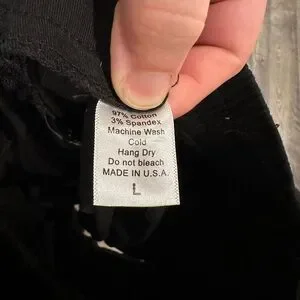 97% Cotton
3% Spandex
Machine Wash
Cold
Hang Dry
Do not bleach
MADE IN U.S.A.
L